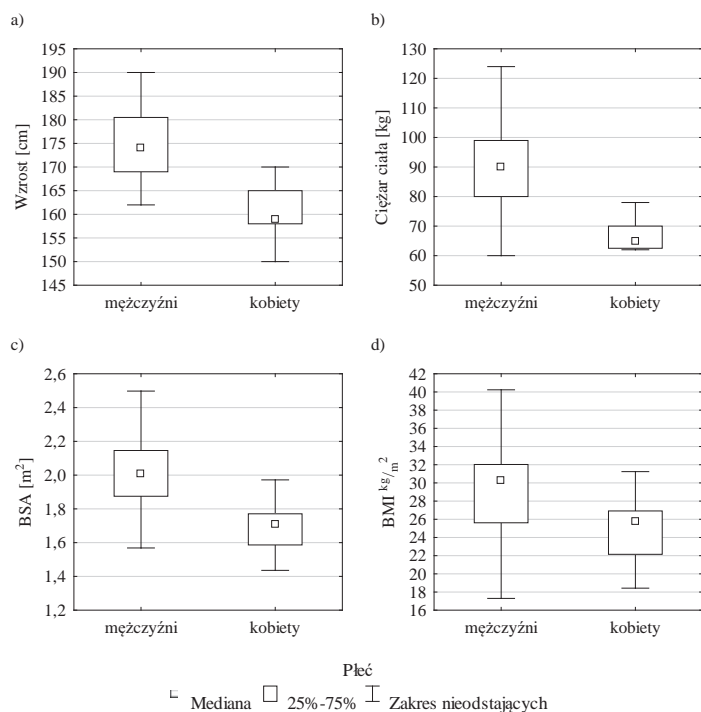 a)
195
190
185
180
175
170
165
160
155
150
145
Wzrost [cm]
mężczyźni
kobiety
b)
130
120
110
100
90
80
70
60
50
Ciężar ciała [kg]
mężczyźni
kobiety
c)
2,6
2,4
2,2
2,0
1,8
1,6
1,4
1,2
BSA [m²]
mężczyźni
kobiety
d)
42
40
38
36
34
32
30
28
26
24
22
20
18
16
BMI kg/m²
mężczyźni
kobiety
Płeć
Mediana 25%-75% Zakres nieodstających